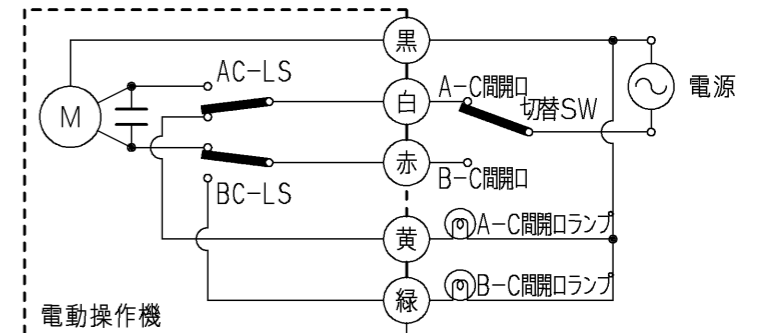 黒
AC-LS
A-C間開口
切替SW
電源
M
白
赤
B-C間開口
BC-LS
黄
A-C間開口ランプ
緑
B-C間開口ランプ
電動操作機